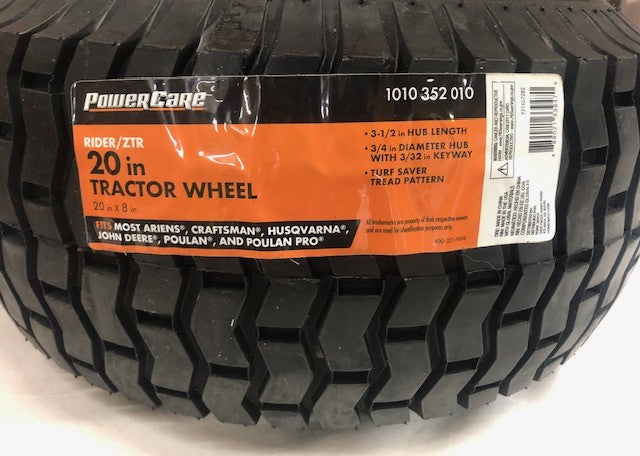 POWERCARE
1010 352 010
RIDER/ZTR
20 in
TRACTOR WHEEL
20 in x 8 in
FITS MOST ARIENS®, CRAFTSMAN®, HUSQVARNA®,
JOHN DEERE®, POULAN®, AND POULAN PRO®
• 3-1/2 in HUB LENGTH
• 3/4 in DIAMETER HUB
WITH 3/32 in KEYWAY
• TURF SAVER
TREAD PATTERN
All trademarks are property of their respective owners
and are used for identification purposes only.
MADE IN CHINA